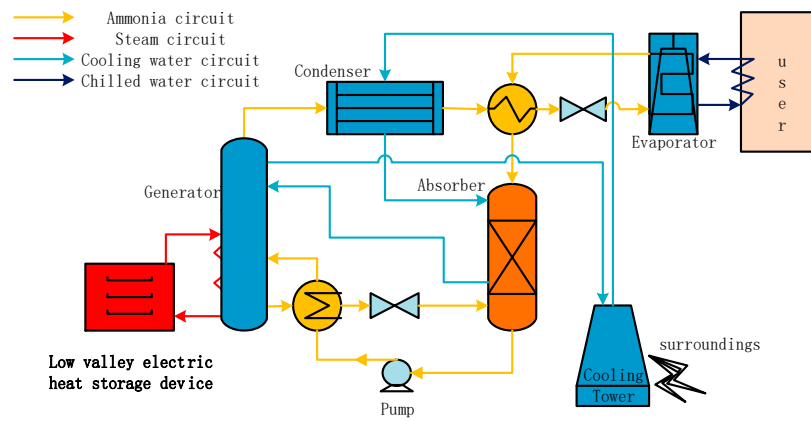 Ammonia circuit
Steam circuit
Cooling water circuit
Chilled water circuit
Condenser
user
Evaporator
Generator
Absorber
Low valley electric
heat storage device
Pump
surroundings
Cooling
Tower